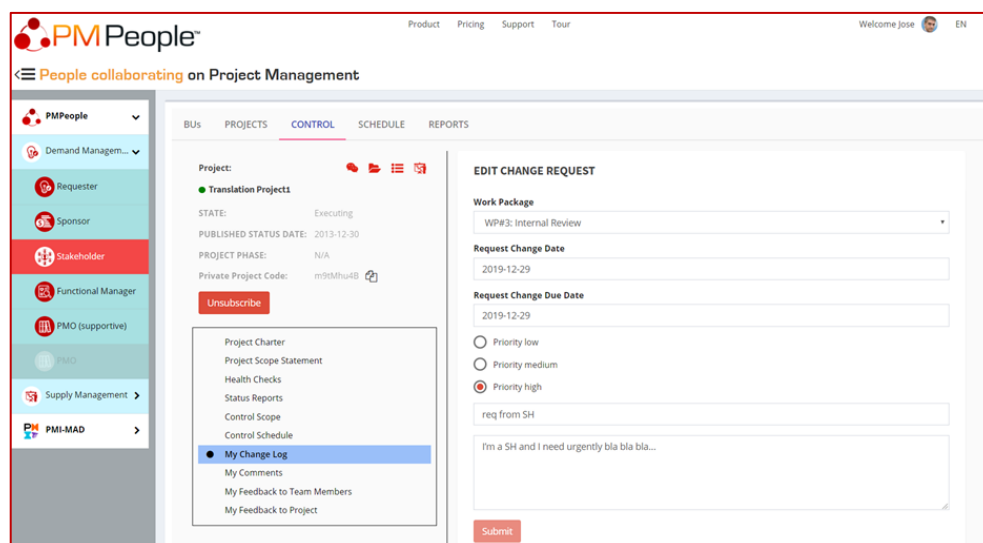 PMPeople™
Product Pricing Support Tour
Welcome Jose EN
People collaborating on Project Management
PMPeople
Demand Managem...
Requester
Sponsor
Stakeholder
Functional Manager
PMO (supportive)
PMO
Supply Management
PMI-MAD
BUs PROJECTS CONTROL SCHEDULE REPORTS
Project:
Translation Project1
STATE: Executing
PUBLISHED STATUS DATE: 2013-12-30
PROJECT PHASE: N/A
Private Project Code: m9tMhu4B
Unsubscribe
Project Charter
Project Scope Statement
Health Checks
Status Reports
Control Scope
Control Schedule
My Change Log
My Comments
My Feedback to Team Members
My Feedback to Project
EDIT CHANGE REQUEST
Work Package
WP#3: Internal Review
Request Change Date
2019-12-29
Request Change Due Date
2019-12-29
Priority low
Priority medium
Priority high
req from SH
I'm a SH and I need urgently bla bla bla...
Submit